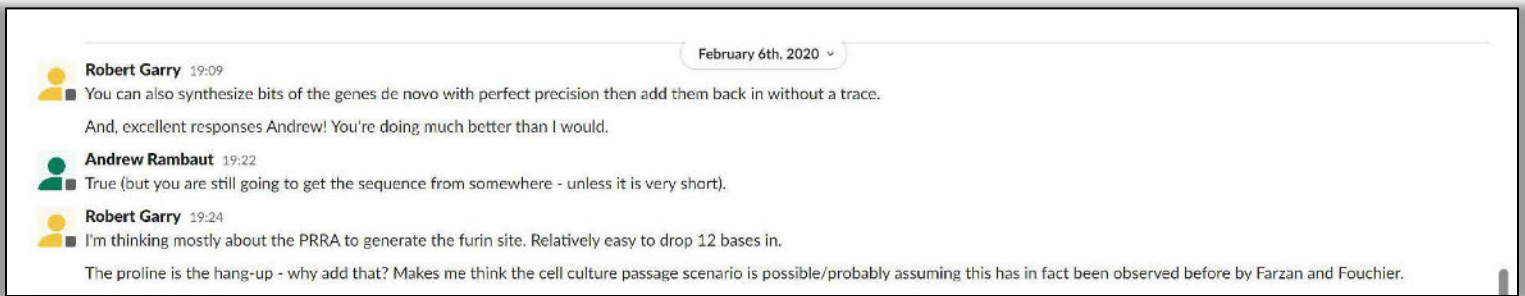 February 6th, 2020
Robert Garry 19:09
You can also synthesize bits of the genes de novo with perfect precision then add them back in without a trace.
And, excellent responses Andrew! You're doing much better than I would.
Andrew Rambaut 19:22
True (but you are still going to get the sequence from somewhere - unless it is very short).
Robert Garry 19:24
I'm thinking mostly about the PRRA to generate the furin site. Relatively easy to drop 12 bases in.
The proline is the hang-up - why add that? Makes me think the cell culture passage scenario is possible/probably assuming this has in fact been observed before by Farzan and Fouchier.